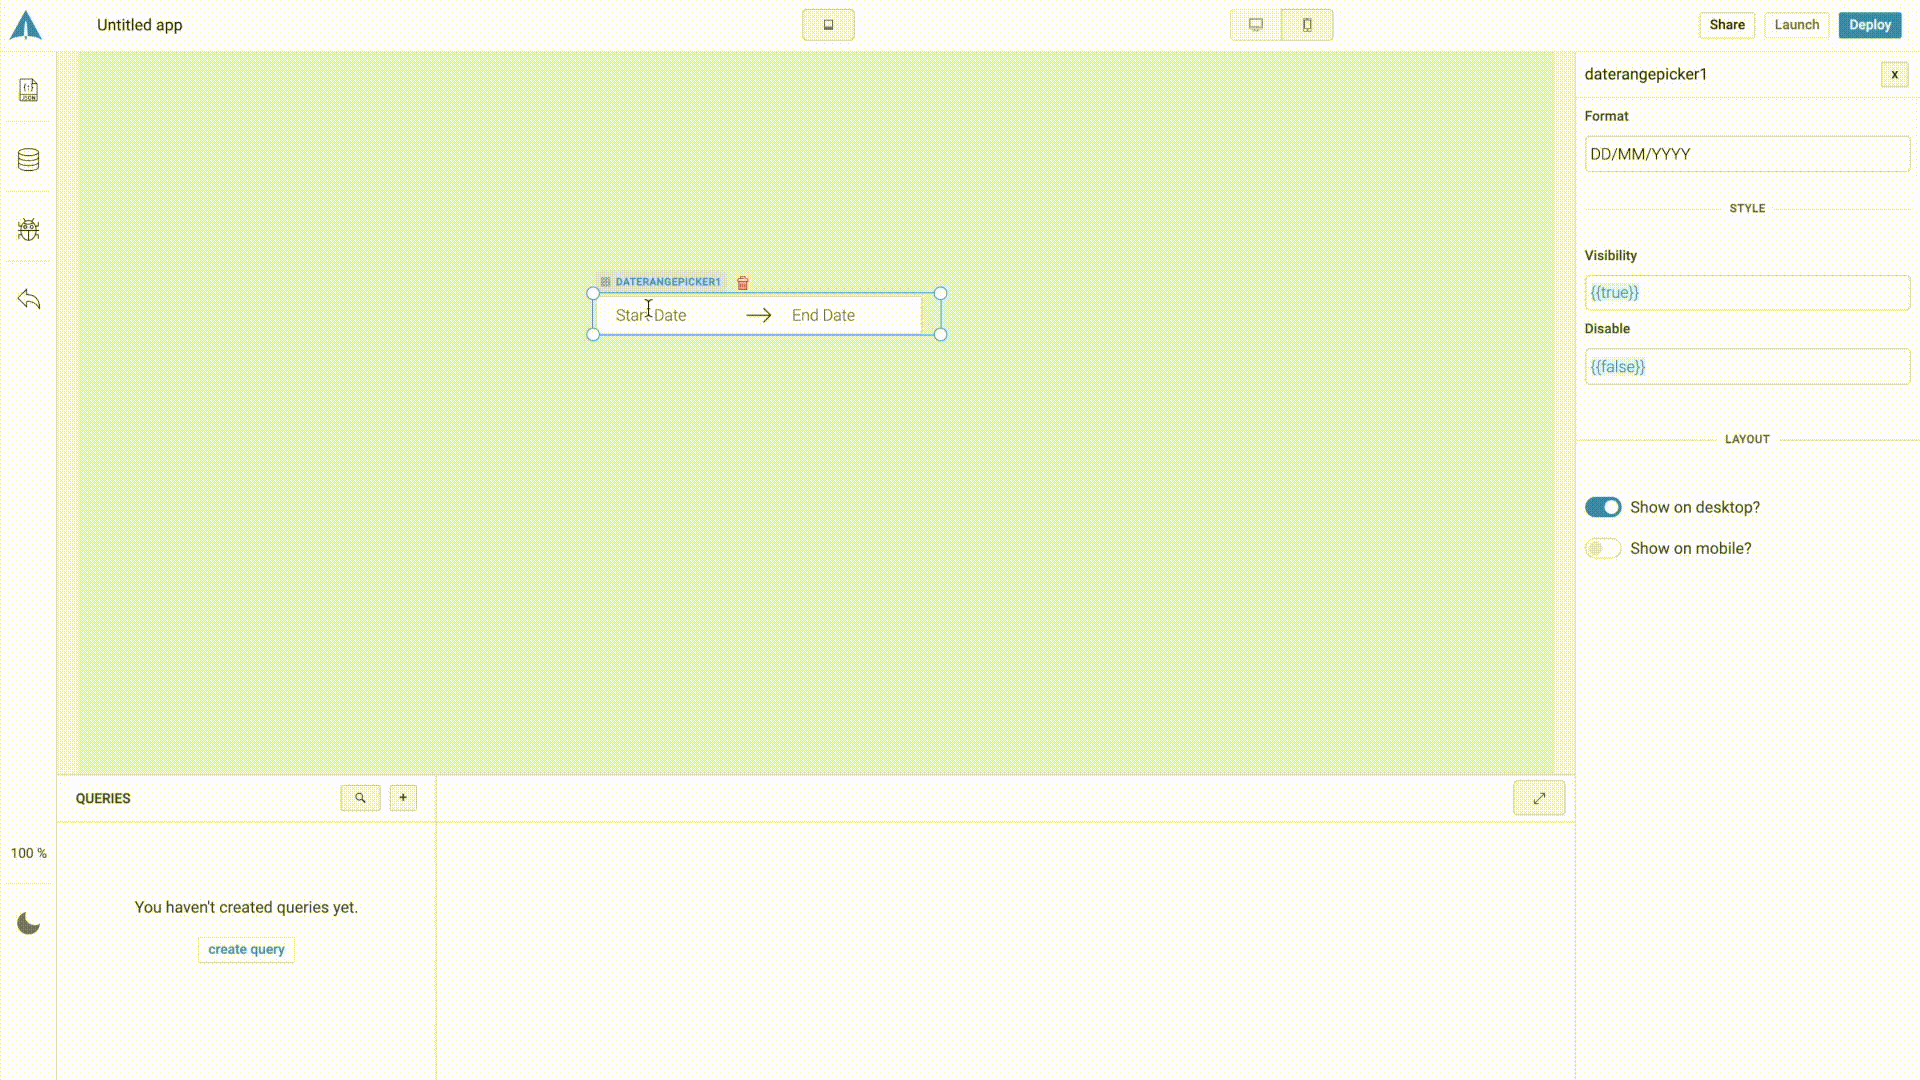 Untitled app
Share
Launch
Deploy
JSON
daterangepicker1
x
Format
DD/MM/YYYY
STYLE
Visibility
{{true}}
Disable
{{false}}
LAYOUT
Show on desktop?
Show on mobile?
DATERANGEPICKER1
Start Date
End Date
QUERIES
+
100 %
You haven't created queries yet.
create query